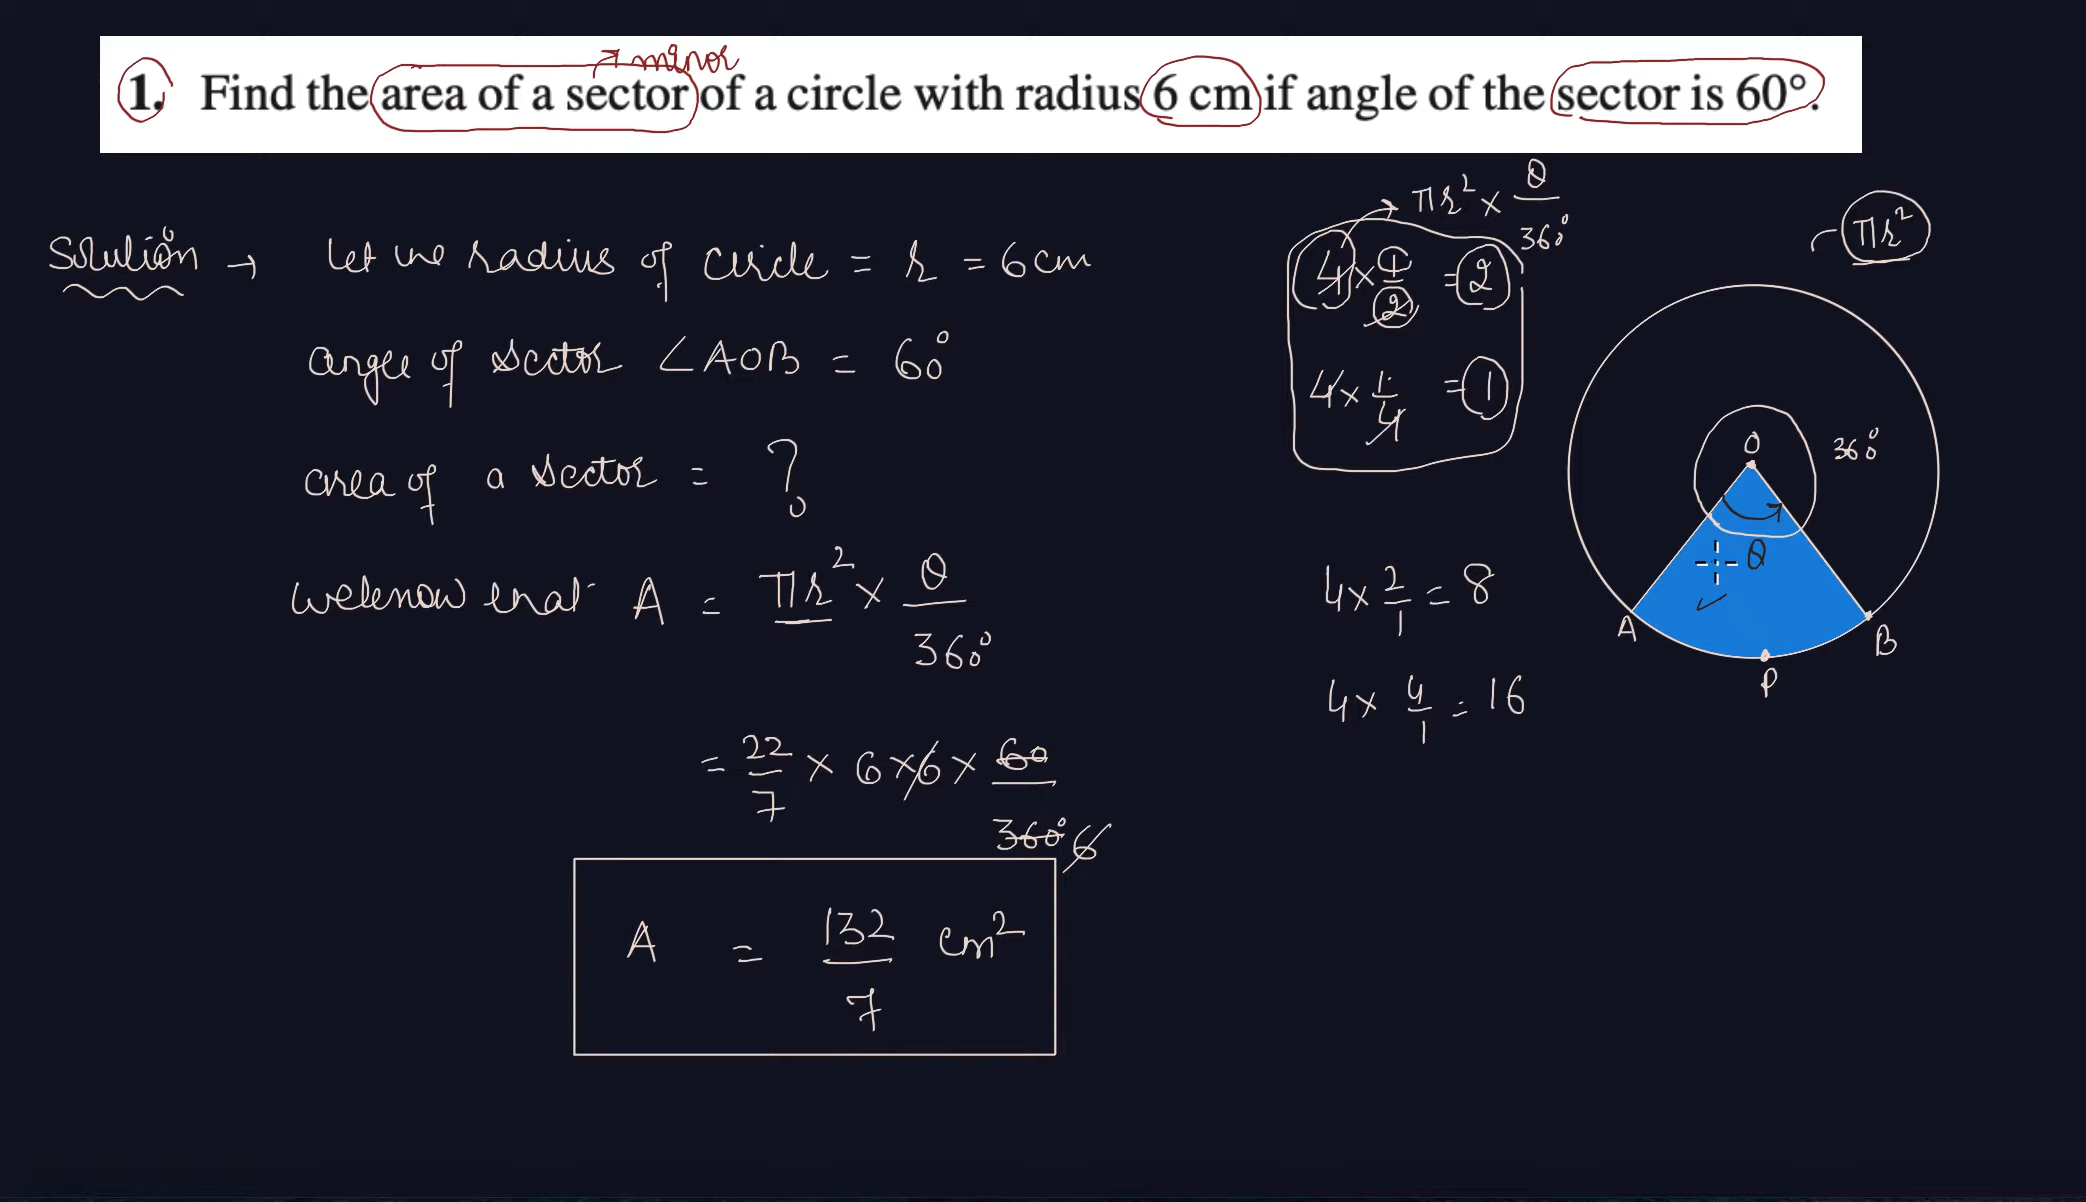 1. Find the area of a sector of a circle with radius 6 cm if angle of the sector is 60°.
→ minor
Solution → Let the radius of circle = r = 6cm
angle of sector ∠AOB = 60°
area of a sector = ?
we know that A = πr² × θ/360°
= 22/7 × 6 × 6 × 60/360° 6
A = 132/7 cm²
→ πr² × θ/360°
4 × 1/2 = 2
4 × 1/4 = 1
4 × 2/1 = 8
4 × 4/1 = 16
πr²
O
360°
θ
A
B
P